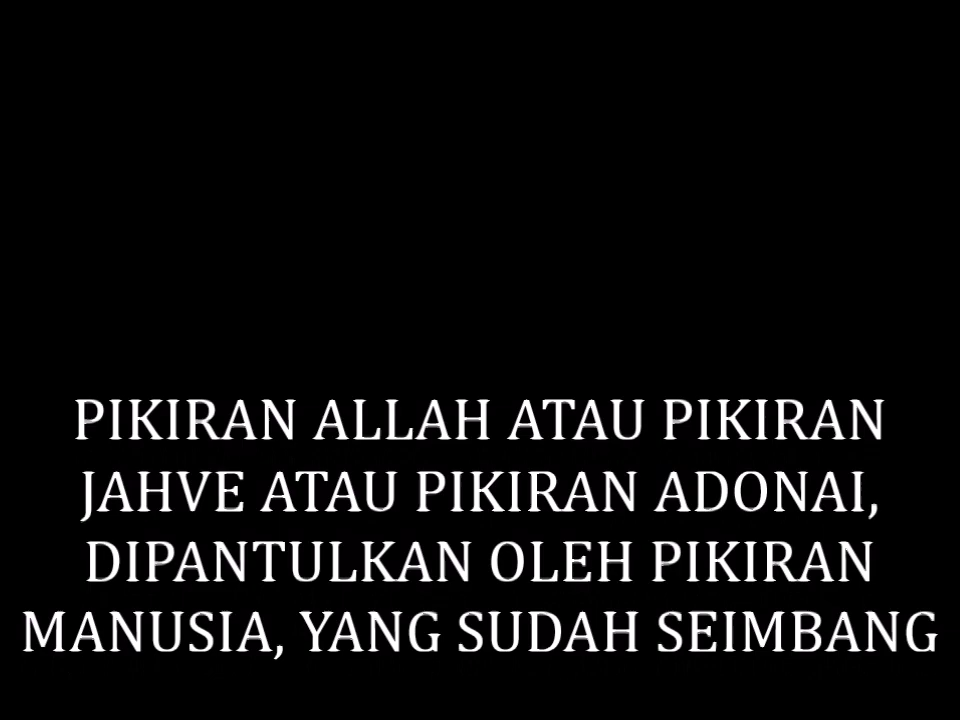 PIKIRAN ALLAH ATAU PIKIRAN
JAHVE ATAU PIKIRAN ADONAI,
DIPANTULKAN OLEH PIKIRAN
MANUSIA, YANG SUDAH SEIMBANG